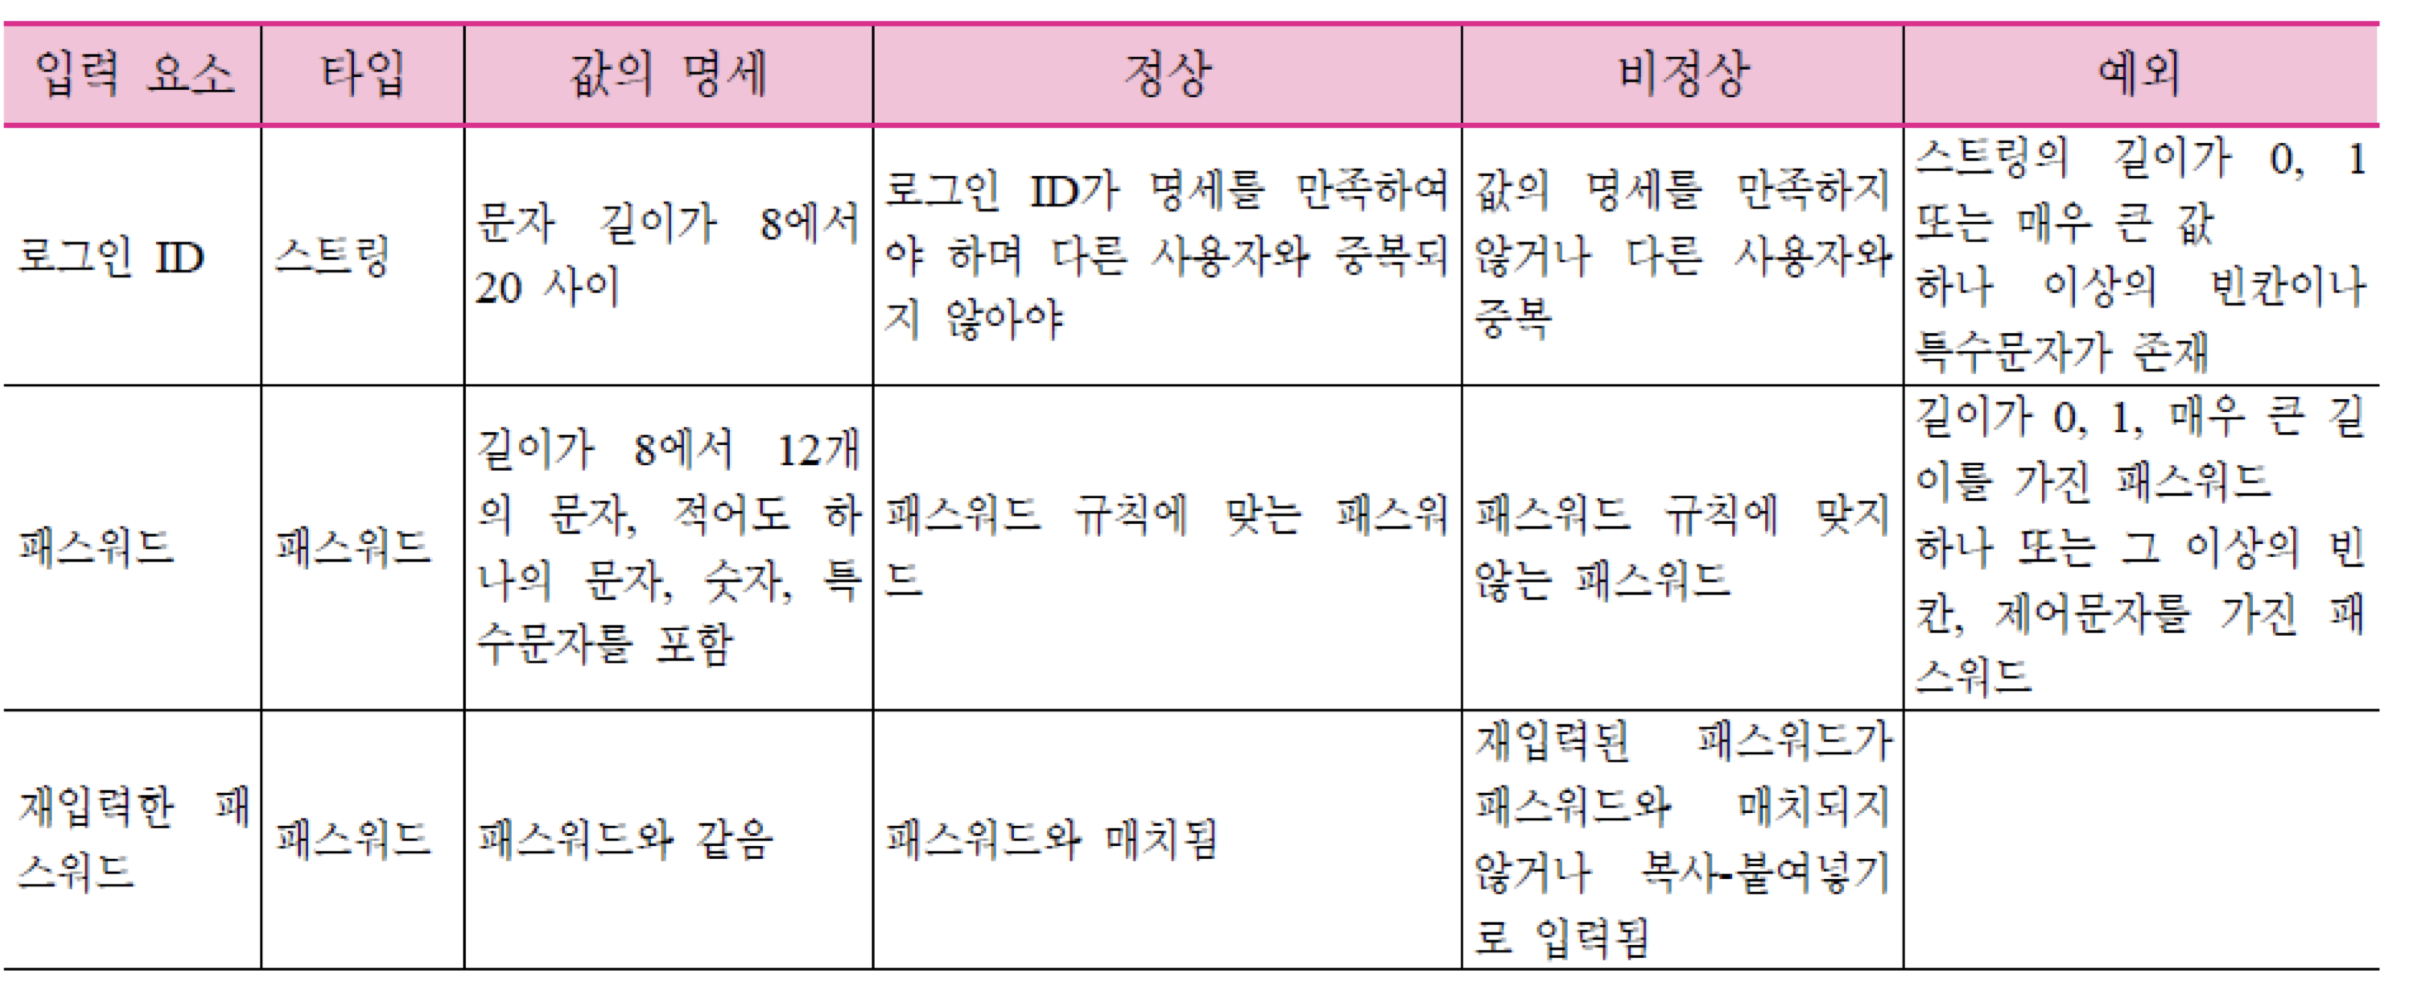 입력 요소
타입
값의 명세
정상
비정상
예외
로그인 ID
스트링
문자 길이가 8에서
20 사이
로그인 ID가 명세를 만족하여
야 하며 다른 사용자와 중복되
지 않아야
값의 명세를 만족하지
않거나 다른 사용자와
중복
스트링의 길이가 0, 1
또는 매우 큰 값
하나 이상의 빈칸이나
특수문자가 존재
패스워드
패스워드
길이가 8에서 12개
의 문자, 적어도 하
나의 문자, 숫자, 특
수문자를 포함
패스워드 규칙에 맞는 패스워
드
패스워드 규칙에 맞지
않는 패스워드
길이가 0, 1, 매우 큰 길
이를 가진 패스워드
하나 또는 그 이상의 빈
칸, 제어문자를 가진 패
스워드
재입력한 패
스워드
패스워드
패스워드와 같음
패스워드와 매치됨
재입력된 패스워드가
패스워드와 매치되지
않거나 복사-붙여넣기
로 입력됨